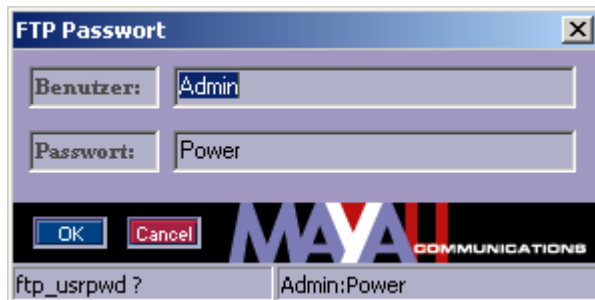 FTP Passwort
Benutzer: Admin
Passwort: Power
OK Cancel MAYAH COMMUNICATIONS
ftp_usrpwd ? Admin:Power